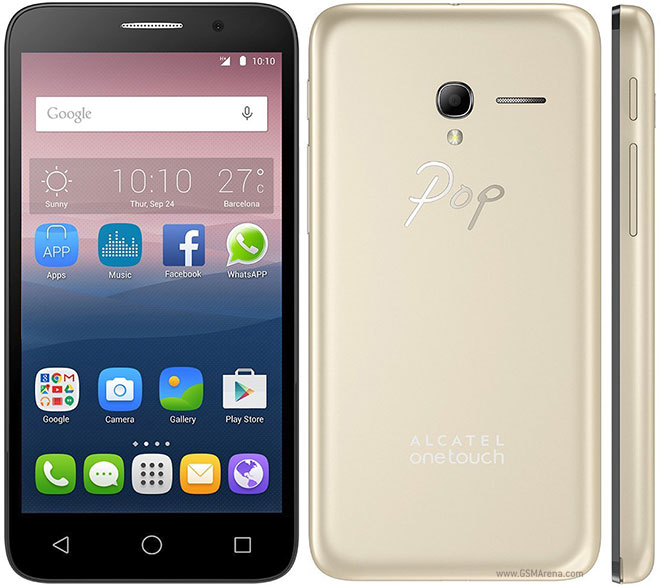 H 10:10
Google
10:10 27°c
Sunny Thur, Sep 24 Barcelona
APP
Apps Music Facebook WhatsAPP
Google Camera Gallery Play Store
Pop
ALCATEL
onetouch
www.GSMArena.com